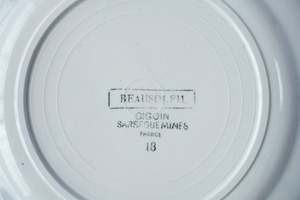 BEAUSOLEIL
DIGOIN
SARREGUEMINES
FRANCE
18